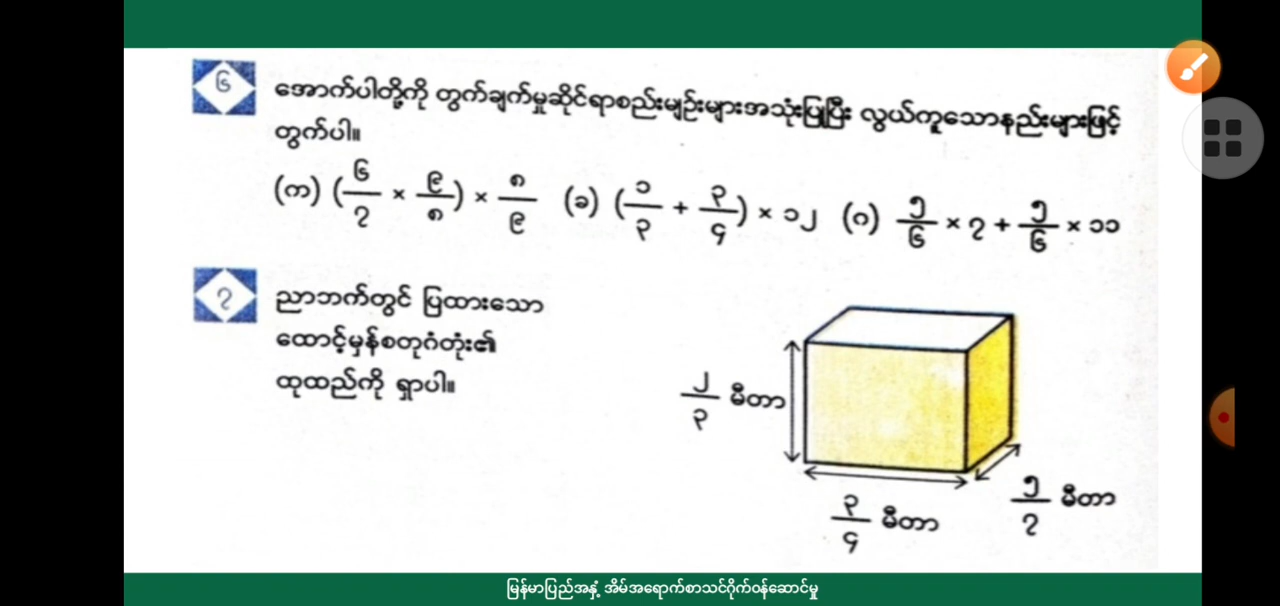 ၆ အောက်ပါတို့ကို တွက်ချက်မှုဆိုင်ရာစည်းမျဉ်းများအသုံးပြုပြီး လွယ်ကူသောနည်းများဖြင့်
တွက်ပါ။
(က) (၆/၇ × ၉/၈) × ၈/၉ (ခ) (၁/၃ + ၃/၄) × ၁၂ (ဂ) ၅/၆ × ၇ + ၅/၆ × ၁၁
၇ ညာဘက်တွင် ပြထားသော
ထောင့်မှန်စတုဂံတုံး၏
ထုထည်ကို ရှာပါ။
၂/၃ မီတာ
၃/၄ မီတာ
၅/၇ မီတာ
မြန်မာပြည်အနှံ့ အိမ်အရောက်စာသင်ဂိုက်ဝန်ဆောင်မှု